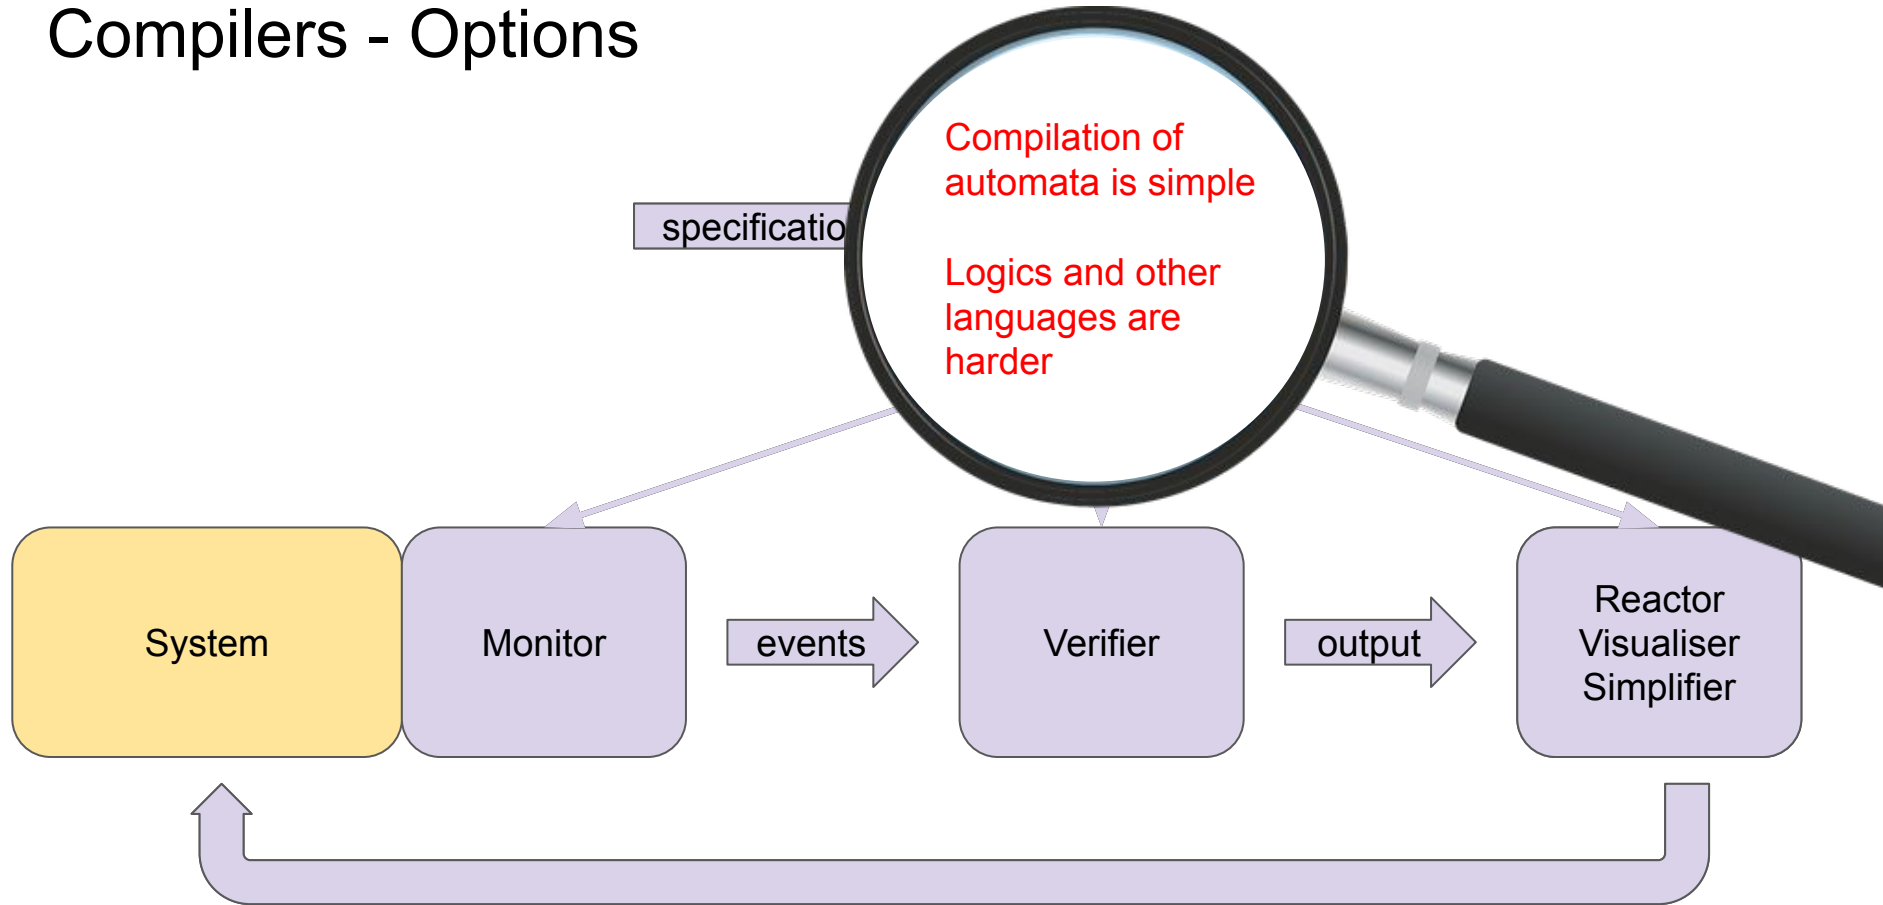 Compilers - Options
Compilation of
automata is simple
specificatio
Logics and other
languages are
harder
System
Monitor
events
Verifier
output
Reactor
Visualiser
Simplifier